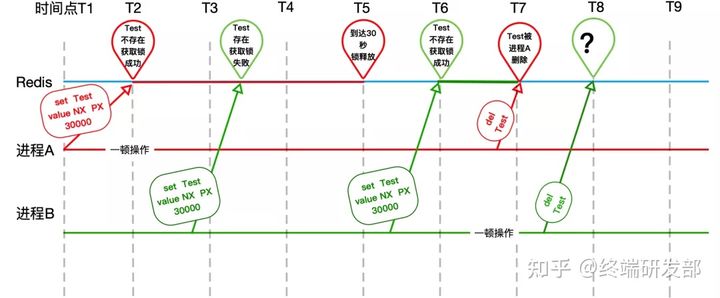 时间点T1
T2
T3
T4
T5
T6
T7
T8
T9
Test
不存在
获取锁
成功
Test
存在
获取锁
失败
到达30
秒
锁释放
Test
不存在
获取锁
成功
Test被
进程A
删除
?
Redis
set Test
value NX PX
30000
del
Test
进程A
一顿操作
set Test
value NX PX
30000
set Test
value NX PX
30000
del
Test
进程B
一顿操作
知乎 @终端研发部